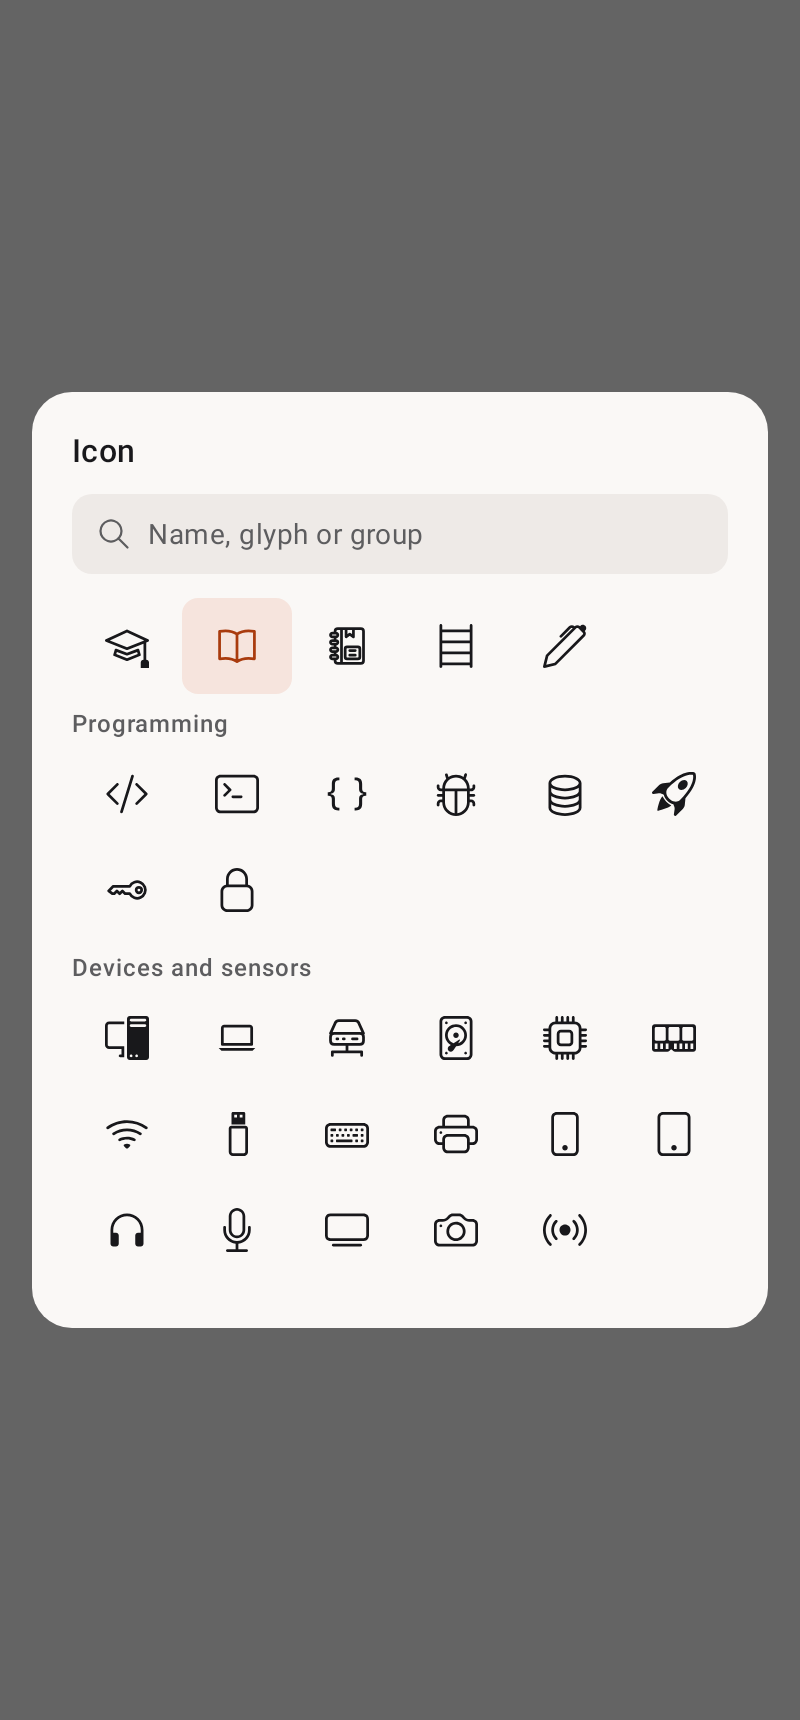 Icon
Name, glyph or group
Programming
Devices and sensors